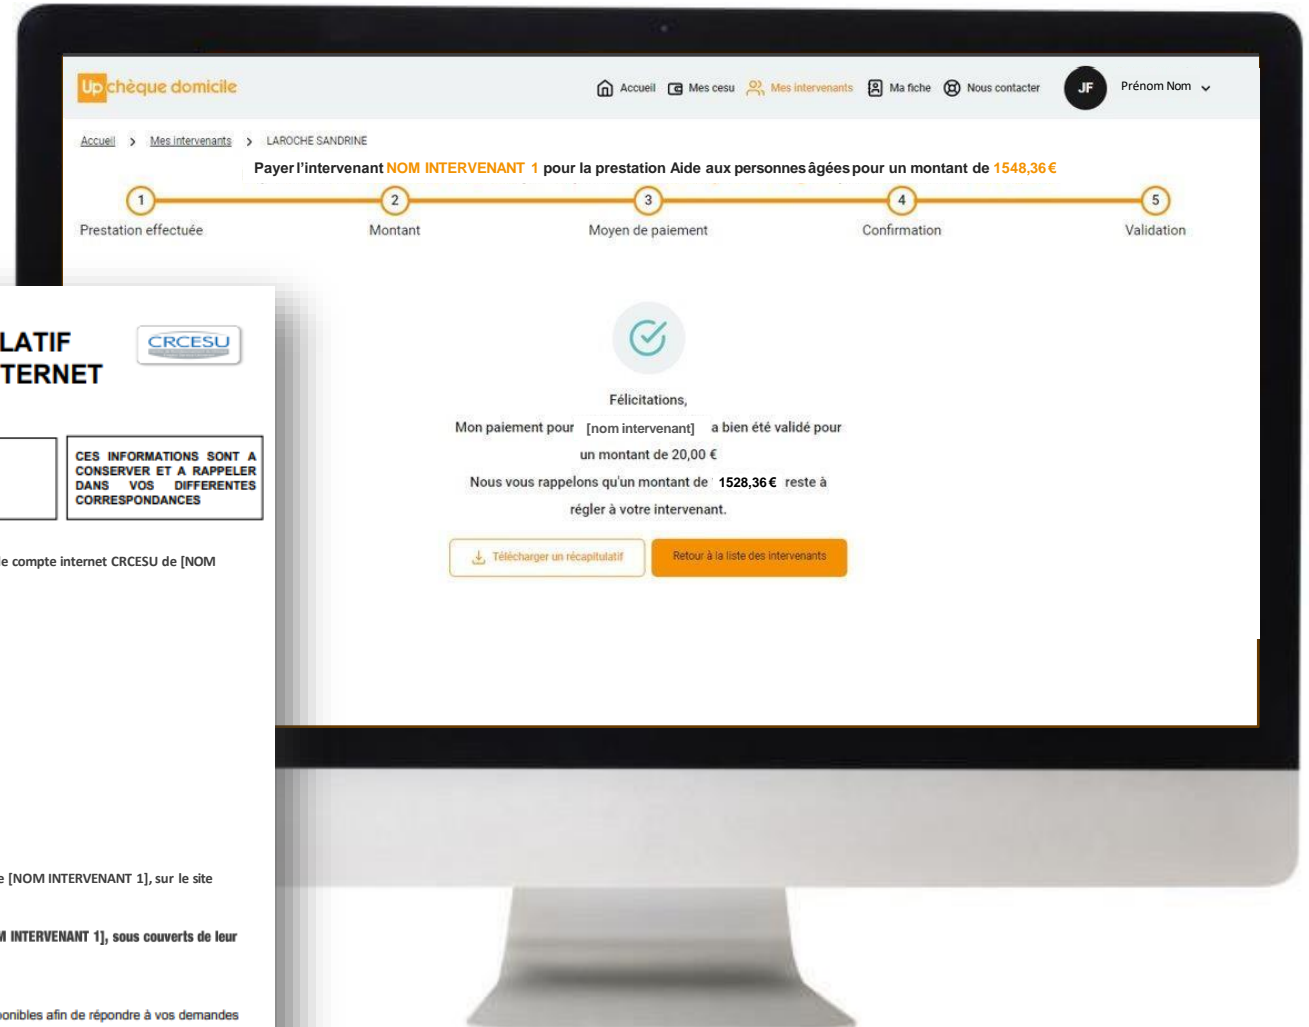 Up chèque domicile
Accueil Mes cesu Mes intervenants Ma fiche Nous contacter JF Prénom Nom
Accueil > Mes intervenants > LAROCHE SANDRINE
Payer l'intervenant NOM INTERVENANT 1 pour la prestation Aide aux personnes âgées pour un montant de 1548,36 €
1 2 3 4 5
Prestation effectuée Montant Moyen de paiement Confirmation Validation
Félicitations,
Mon paiement pour [nom intervenant] a bien été validé pour
un montant de 20,00 €
Nous vous rappelons qu'un montant de 1528,36 € reste à
régler à votre intervenant.
Télécharger un récapitulatif Retour à la liste des intervenants
LATIF
TERNET
CRCESU
CES INFORMATIONS SONT A
CONSERVER ET A RAPPELER
DANS VOS DIFFERENTES
CORRESPONDANCES
le compte internet CRCESU de [NOM
e [NOM INTERVENANT 1], sur le site
M INTERVENANT 1], sous couverts de leur
onibles afin de répondre à vos demandes